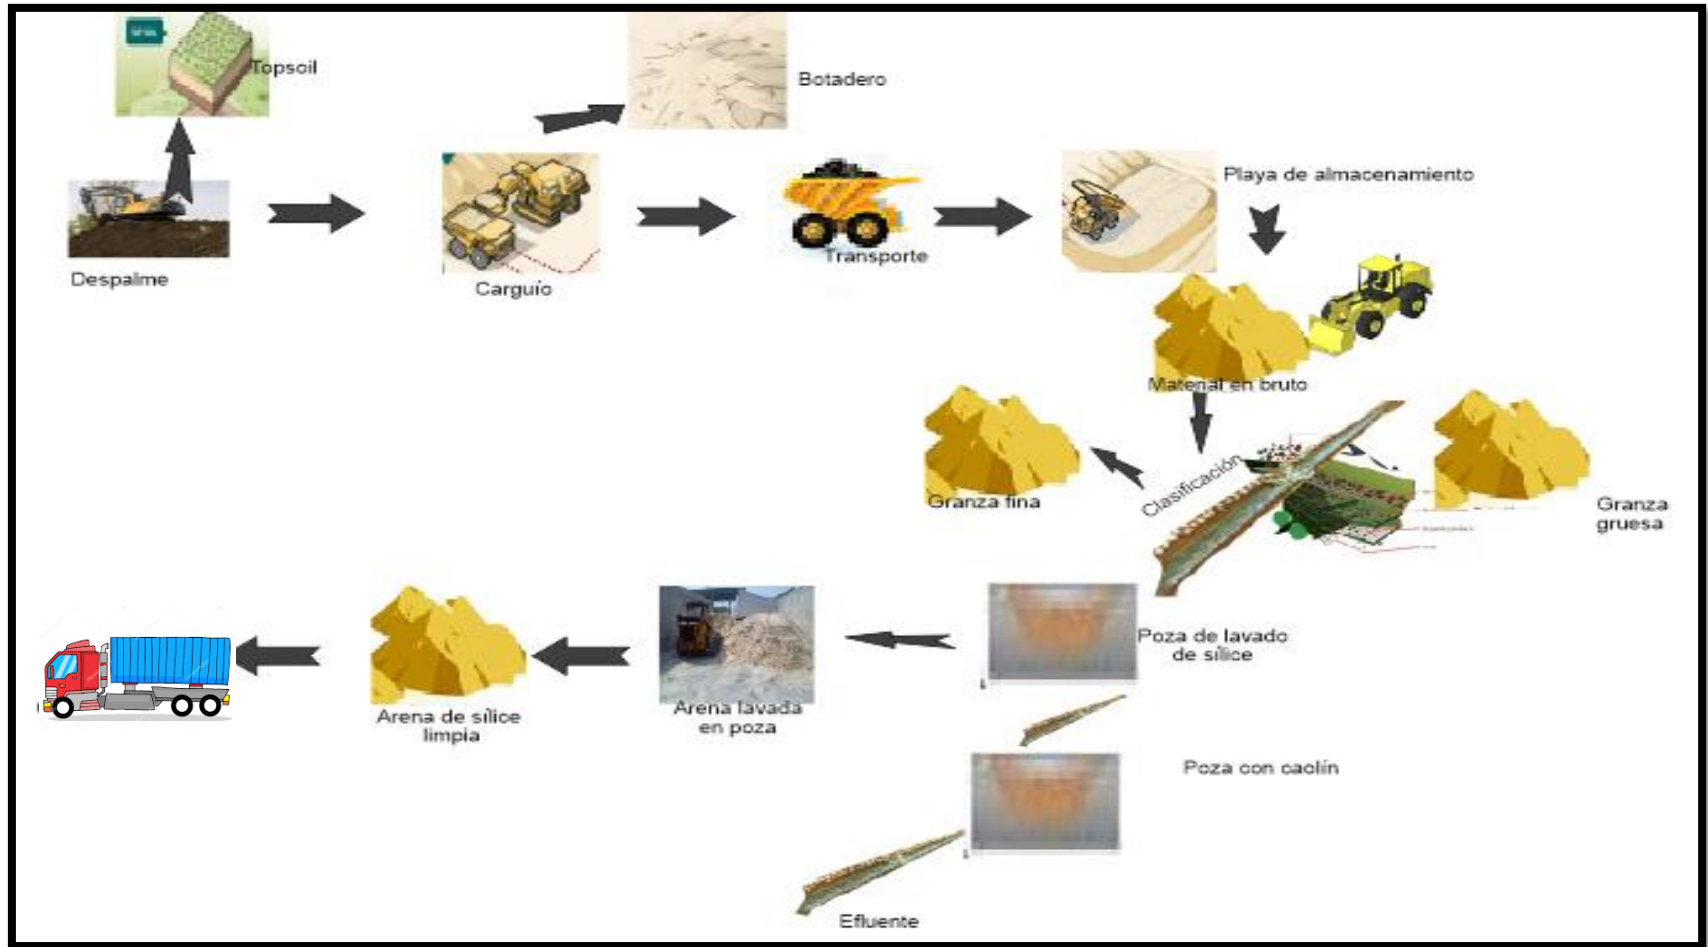 Topsoil
Botadero
Despalme
Carguío
Transporte
Playa de almacenamiento
Material en bruto
Granza fina
Clasificación
Granza
gruesa
Poza de lavado
de sílice
Arena lavada
en poza
Arena de sílice
limpia
Poza con caolín
Efluente